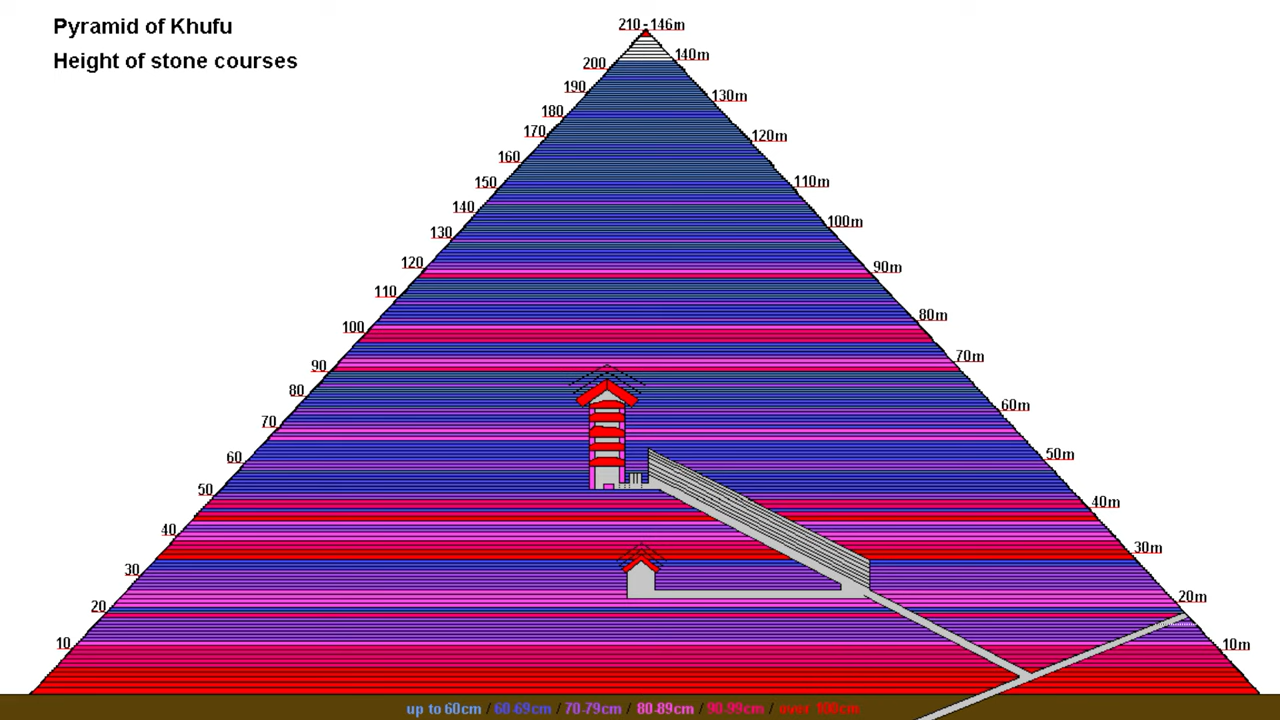 Pyramid of Khufu
Height of stone courses
210 - 146m
200
190
180
170
160
150
140
130
120
110
100
90
80
70
60
50
40
30
20
10
140m
130m
120m
110m
100m
90m
80m
70m
60m
50m
40m
30m
20m
10m
up to 60cm / 60-69cm / 70-79cm / 80-89cm / 90-99cm / over 100cm